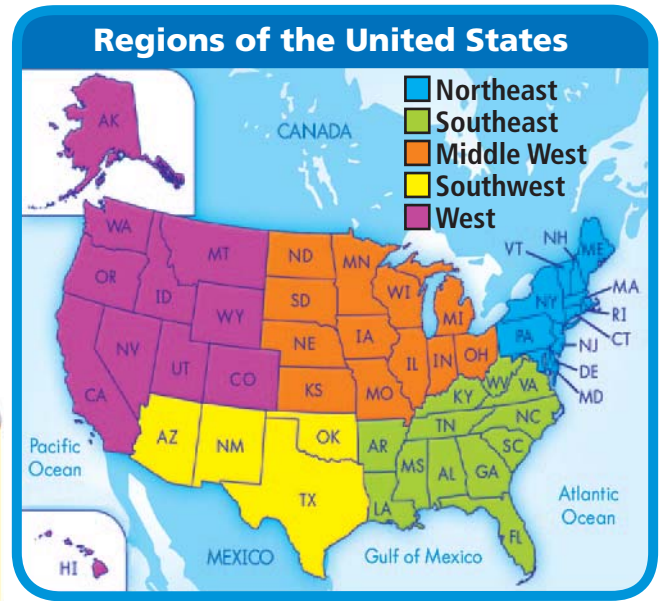 Regions of the United States
AK
CANADA
Northeast
Southeast
Middle West
Southwest
West
WA
MT
ND
MN
VT
NH
ME
OR
ID
WY
SD
WI
MI
NY
MA
RI
CT
NV
UT
CO
NE
IA
IL
IN
OH
PA
NJ
DE
MD
CA
KS
MO
KY
WV
VA
AZ
NM
OK
AR
TN
NC
SC
Pacific
Ocean
TX
LA
MS
AL
GA
FL
Atlantic
Ocean
HI
MEXICO
Gulf of Mexico